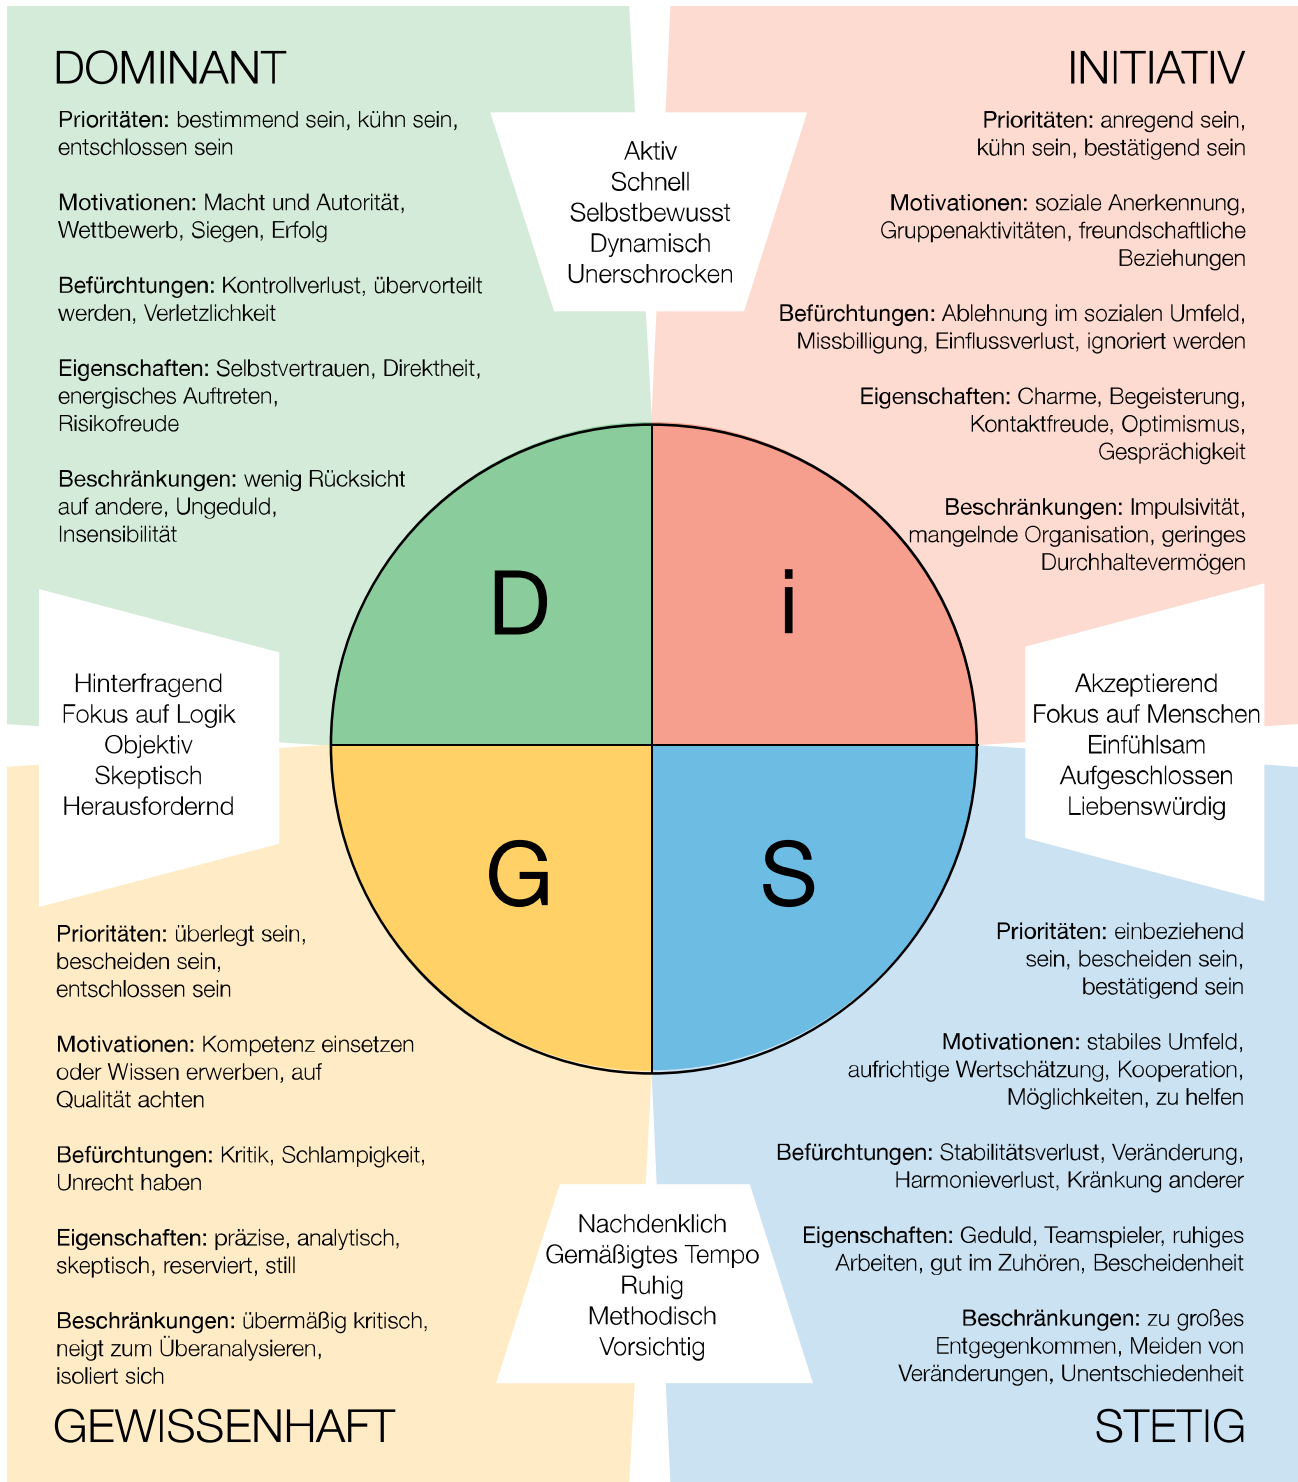 DOMINANT
Prioritäten: bestimmend sein, kühn sein,
entschlossen sein
Motivationen: Macht und Autorität,
Wettbewerb, Siegen, Erfolg
Befürchtungen: Kontrollverlust, übervorteilt
werden, Verletzlichkeit
Eigenschaften: Selbstvertrauen, Direktheit,
energisches Auftreten,
Risikofreude
Beschränkungen: wenig Rücksicht
auf andere, Ungeduld,
Insensibilität
Aktiv
Schnell
Selbstbewusst
Dynamisch
Unerschrocken
INITIATIV
Prioritäten: anregend sein,
kühn sein, bestätigend sein
Motivationen: soziale Anerkennung,
Gruppenaktivitäten, freundschaftliche
Beziehungen
Befürchtungen: Ablehnung im sozialen Umfeld,
Missbilligung, Einflussverlust, ignoriert werden
Eigenschaften: Charme, Begeisterung,
Kontaktfreude, Optimismus,
Gesprächigkeit
Beschränkungen: Impulsivität,
mangelnde Organisation, geringes
Durchhaltevermögen
D
i
Hinterfragend
Fokus auf Logik
Objektiv
Skeptisch
Herausfordernd
Akzeptierend
Fokus auf Menschen
Einfühlsam
Aufgeschlossen
Liebenswürdig
G
S
Prioritäten: überlegt sein,
bescheiden sein,
entschlossen sein
Motivationen: Kompetenz einsetzen
oder Wissen erwerben, auf
Qualität achten
Befürchtungen: Kritik, Schlampigkeit,
Unrecht haben
Eigenschaften: präzise, analytisch,
skeptisch, reserviert, still
Beschränkungen: übermäßig kritisch,
neigt zum Überanalysieren,
isoliert sich
GEWISSENHAFT
Nachdenklich
Gemäßigtes Tempo
Ruhig
Methodisch
Vorsichtig
Prioritäten: einbeziehend
sein, bescheiden sein,
bestätigend sein
Motivationen: stabiles Umfeld,
aufrichtige Wertschätzung, Kooperation,
Möglichkeiten, zu helfen
Befürchtungen: Stabilitätsverlust, Veränderung,
Harmonieverlust, Kränkung anderer
Eigenschaften: Geduld, Teamspieler, ruhiges
Arbeiten, gut im Zuhören, Bescheidenheit
Beschränkungen: zu großes
Entgegenkommen, Meiden von
Veränderungen, Unentschiedenheit
STETIG